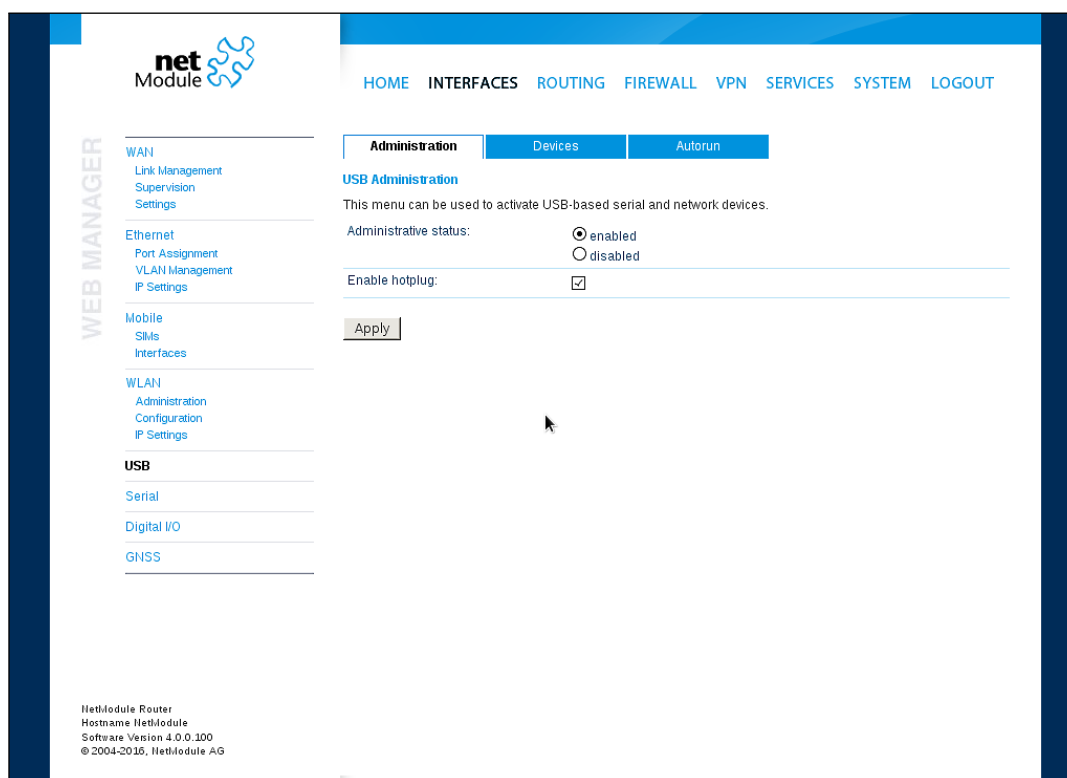 net
Module
HOME INTERFACES ROUTING FIREWALL VPN SERVICES SYSTEM LOGOUT
WEB MANAGER
WAN
Link Management
Supervision
Settings
Ethernet
Port Assignment
VLAN Management
IP Settings
Mobile
SIMs
Interfaces
WLAN
Administration
Configuration
IP Settings
USB
Serial
Digital I/O
GNSS
Administration Devices Autorun
USB Administration
This menu can be used to activate USB-based serial and network devices.
Administrative status:
enabled
disabled
Enable hotplug:
Apply
NetModule Router
Hostname NetModule
Software Version 4.0.0.100
© 2004-2016, NetModule AG